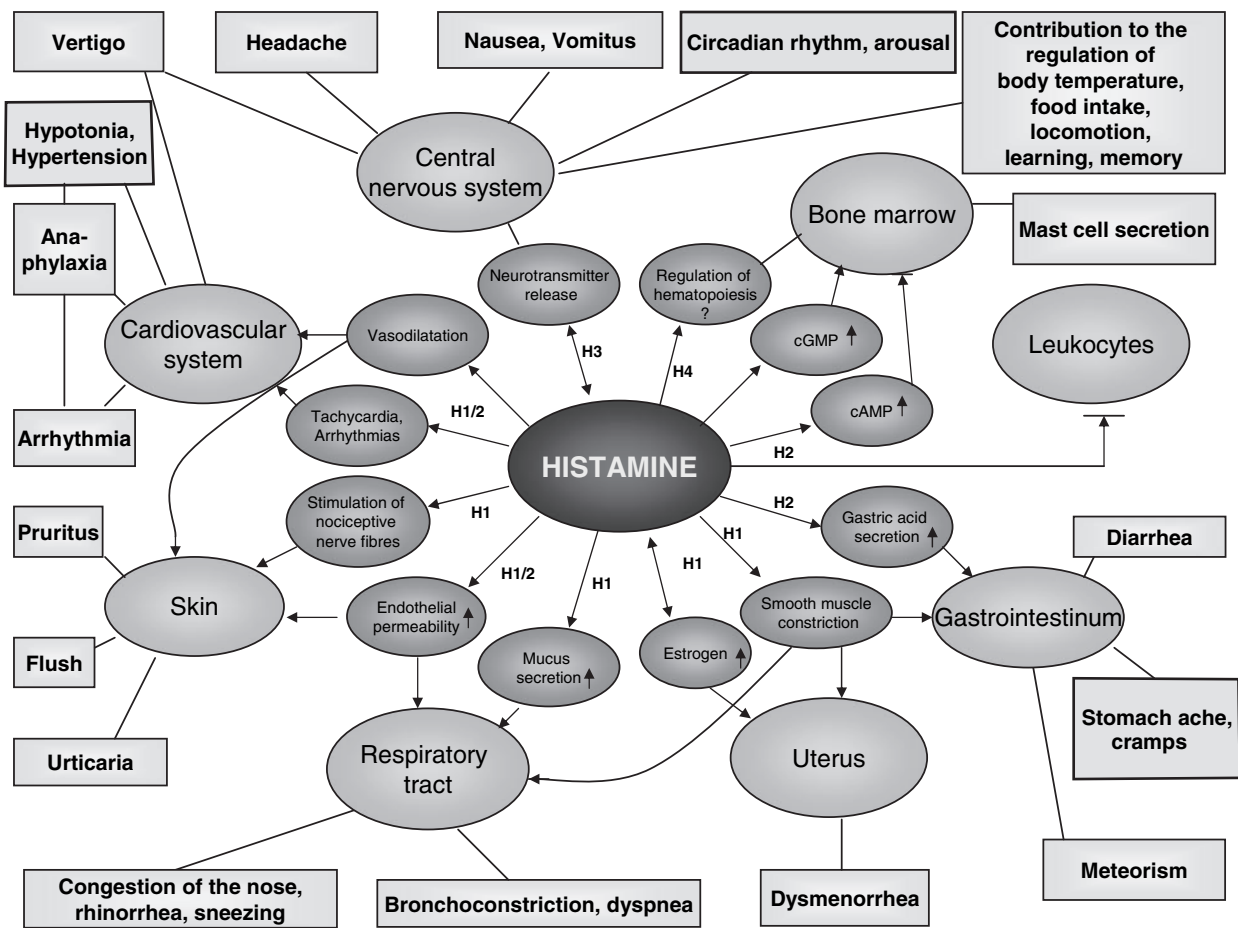 Vertigo
Headache
Nausea, Vomitus
Circadian rhythm, arousal
Contribution to the
regulation of
body temperature,
food intake,
locomotion,
learning, memory
Hypotonia,
Hypertension
Central
nervous system
Bone marrow
Mast cell secretion
Ana-
phylaxia
Neurotransmitter
release
Regulation of
hematopoiesis
?
Cardiovascular
system
Vasodilatation
cGMP
Leukocytes
H3
H4
cAMP
Arrhythmia
Tachycardia,
Arrhythmias
H1/2
HISTAMINE
H2
Pruritus
Stimulation of
nociceptive
nerve fibres
H1
H2
Gastric acid
secretion
Diarrhea
H1/2
H1
H1
H1
Skin
Endothelial
permeability
Smooth muscle
constriction
Gastrointestinum
Flush
Mucus
secretion
Estrogen
Stomach ache,
cramps
Urticaria
Respiratory
tract
Uterus
Meteorism
Congestion of the nose,
rhinorrhea, sneezing
Bronchoconstriction, dyspnea
Dysmenorrhea